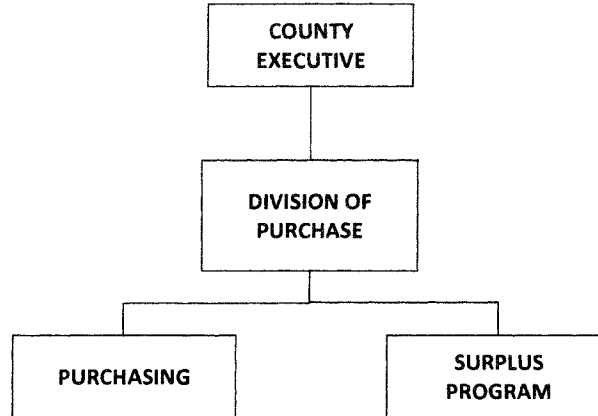 COUNTY
EXECUTIVE
DIVISION OF
PURCHASE
PURCHASING
SURPLUS
PROGRAM